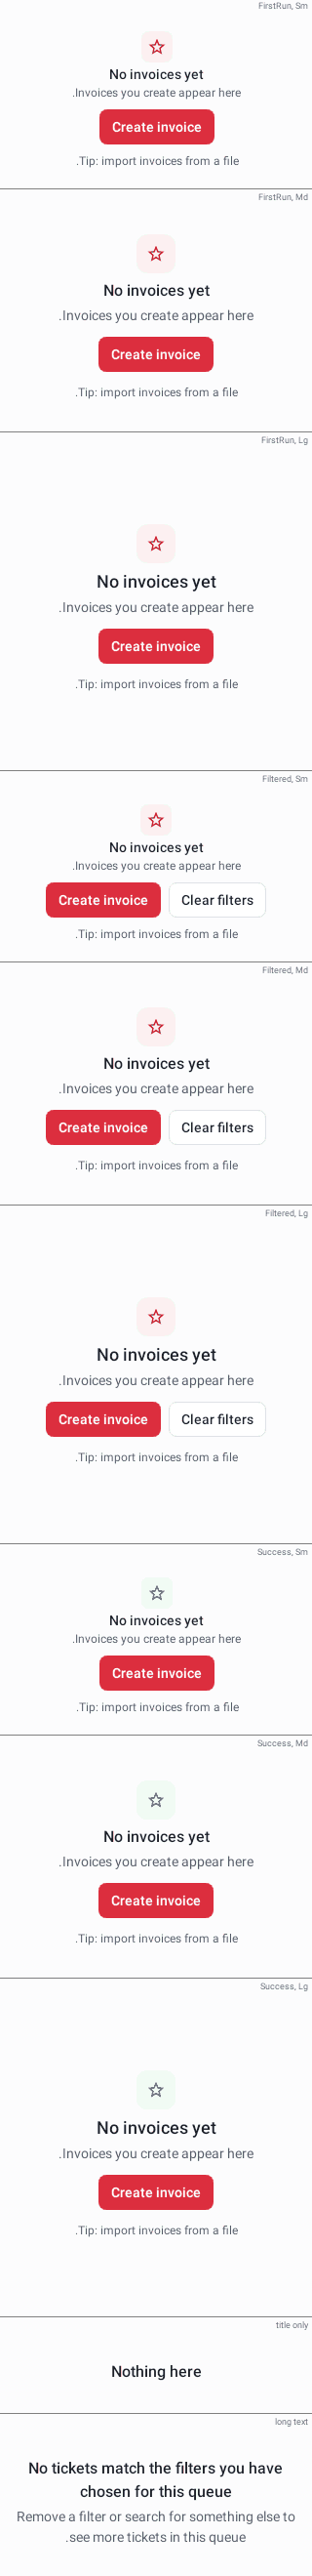 FirstRun, Sm
No invoices yet
.Invoices you create appear here
Create invoice
.Tip: import invoices from a file
FirstRun, Md
No invoices yet
.Invoices you create appear here
Create invoice
.Tip: import invoices from a file
FirstRun, Lg
No invoices yet
.Invoices you create appear here
Create invoice
.Tip: import invoices from a file
Filtered, Sm
No invoices yet
.Invoices you create appear here
Create invoice Clear filters
.Tip: import invoices from a file
Filtered, Md
No invoices yet
.Invoices you create appear here
Create invoice Clear filters
.Tip: import invoices from a file
Filtered, Lg
No invoices yet
.Invoices you create appear here
Create invoice Clear filters
.Tip: import invoices from a file
Success, Sm
No invoices yet
.Invoices you create appear here
Create invoice
.Tip: import invoices from a file
Success, Md
No invoices yet
.Invoices you create appear here
Create invoice
.Tip: import invoices from a file
Success, Lg
No invoices yet
.Invoices you create appear here
Create invoice
.Tip: import invoices from a file
title only
Nothing here
long text
No tickets match the filters you have
chosen for this queue
Remove a filter or search for something else to
.see more tickets in this queue